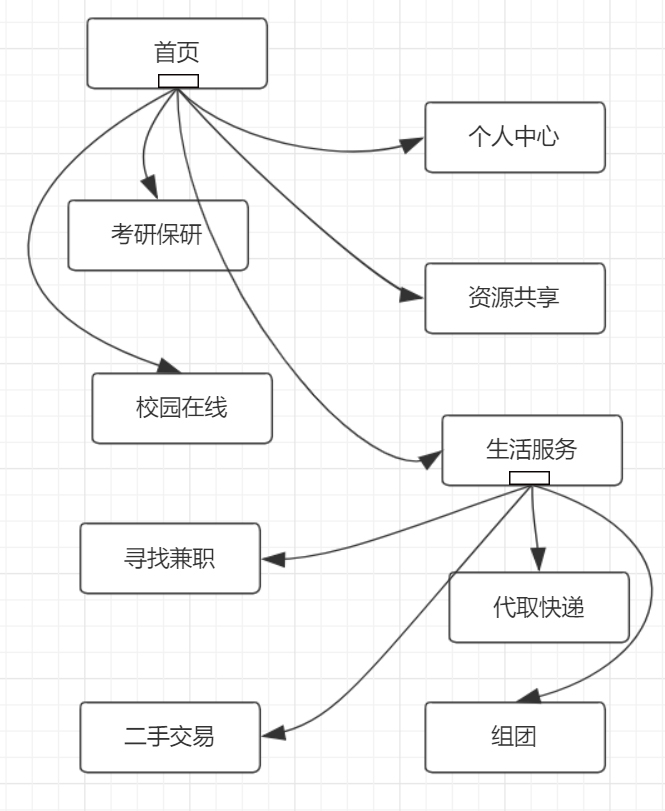 首页
个人中心
考研保研
资源共享
校园在线
生活服务
寻找兼职
代取快递
二手交易
组团